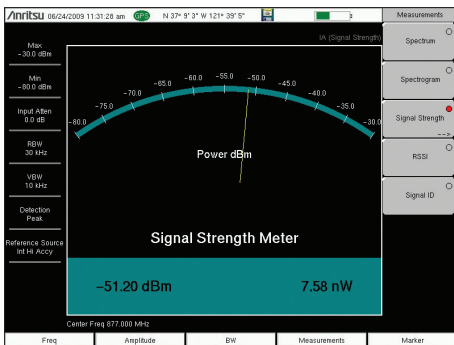 Anritsu 06/24/2009 11:31:28 am GPS N 37° 9' 3" W 121° 39' 5"
Measurements
IA (Signal Strength)
Max
-30.0 dBm
Min
-80.0 dBm
Input Atten
0.0 dB
RBW
30 kHz
VBW
10 kHz
Detection
Peak
Reference Source
Int Hi Accy
-80.0 -75.0 -70.0 -65.0 -60.0 -55.0 -50.0 -45.0 -40.0 -35.0 -30.0
Power dBm
Signal Strength Meter
-51.20 dBm 7.58 nW
Center Freq 877.000 MHz
Spectrum
Spectrogram
Signal Strength
-->
RSSI
Signal ID
Freq Amplitude BW Measurements Marker